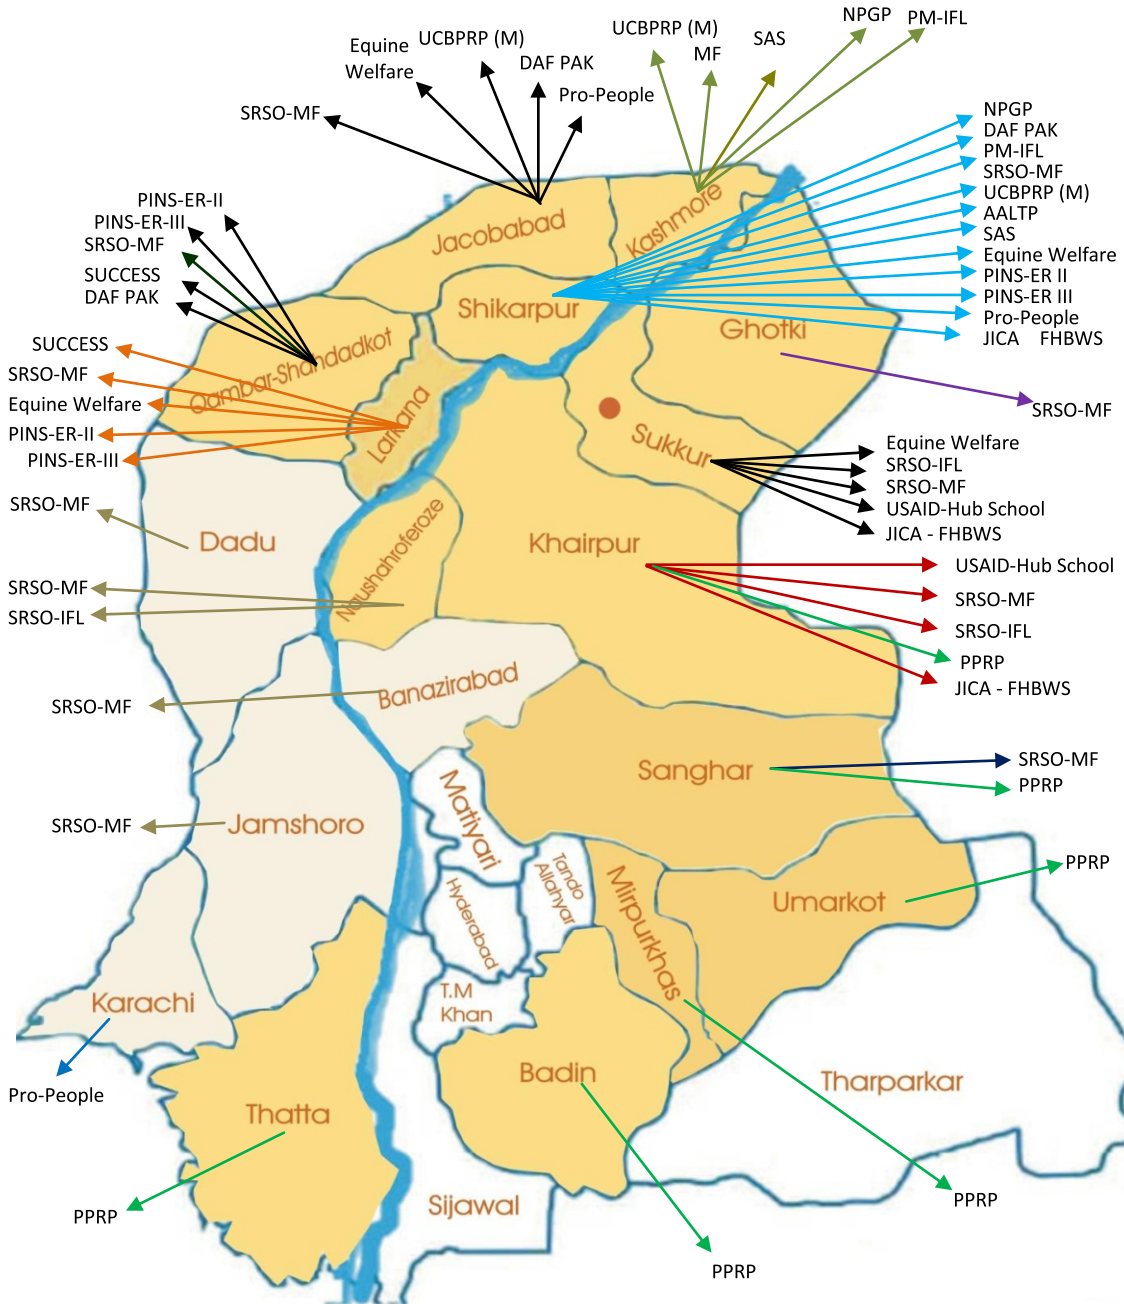 NPGP
PM-IFL
UCBPRP (M)
MF
SAS
UCBPRP (M)
Equine
Welfare
DAF PAK
Pro-People
SRSO-MF
NPGP
DAF PAK
PM-IFL
SRSO-MF
UCBPRP (M)
AALTP
SAS
Equine Welfare
PINS-ER II
PINS-ER III
Pro-People
JICA FHBWS
PINS-ER-II
PINS-ER-III
SRSO-MF
SUCCESS
DAF PAK
Jacobabad
Kashmore
Shikarpur
Ghotki
Qambar-Shahdadkot
Larkana
Sukkur
SUCCESS
SRSO-MF
Equine Welfare
PINS-ER-II
PINS-ER-III
SRSO-MF
Equine Welfare
SRSO-IFL
SRSO-MF
USAID-Hub School
JICA - FHBWS
SRSO-MF
Dadu
Naushahroferoze
Khairpur
SRSO-MF
SRSO-IFL
USAID-Hub School
SRSO-MF
SRSO-IFL
PPRP
JICA - FHBWS
SRSO-MF
Banazirabad
Sanghar
SRSO-MF
PPRP
SRSO-MF
Jamshoro
Matiyari
Hyderabad
Tando
Allahyar
Mirpurkhas
Umarkot
PPRP
Karachi
T.M
Khan
Pro-People
Thatta
Badin
Tharparkar
PPRP
Sijawal
PPRP
PPRP